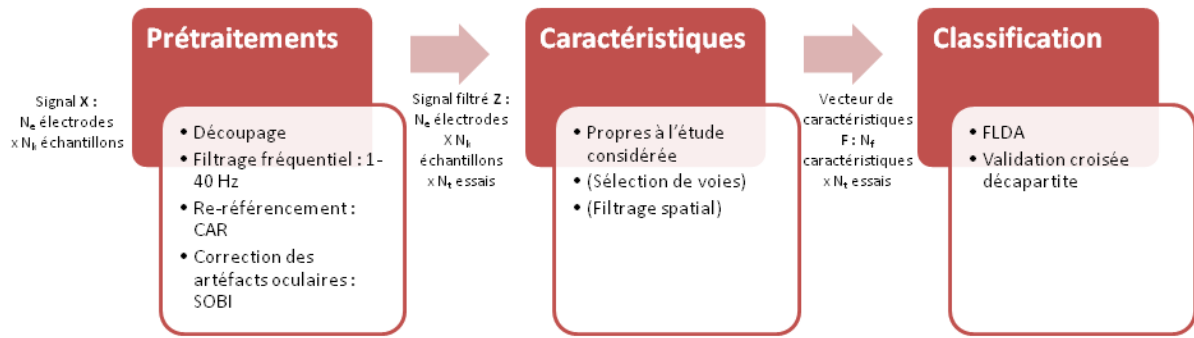 Prétraitements
Signal X :
Nₑ électrodes
x Nₖ échantillons
• Découpage
• Filtrage fréquentiel : 1-
40 Hz
• Re-référencement :
CAR
• Correction des
artéfacts oculaires :
SOBI
Signal filtré Z :
Nₑ électrodes
X Nₖ
échantillons
x Nₜ essais
Caractéristiques
• Propres à l'étude
considérée
• (Sélection de voies)
• (Filtrage spatial)
Vecteur de
caractéristiques
F : N_f
caractéristiques
x Nₜ essais
Classification
• FLDA
• Validation croisée
décapartite